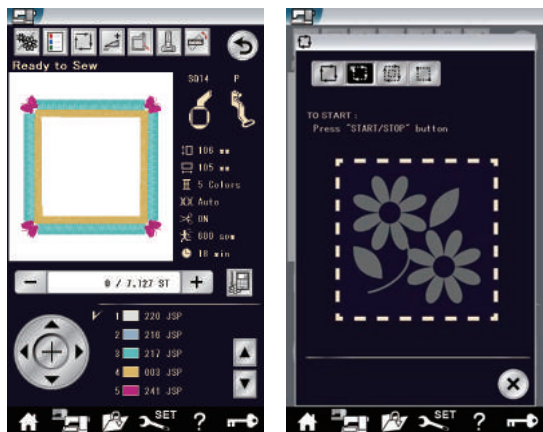 Ready to Sew
SQ14 P
106 mm
105 mm
5 Colors
XX Auto
ON
600 spm
18 min
− 0 / 7,127 ST +
1 220 JSP
2 216 JSP
3 217 JSP
4 003 JSP
5 241 JSP
SET ?
TO START :
Press "START/STOP" button
SET ?